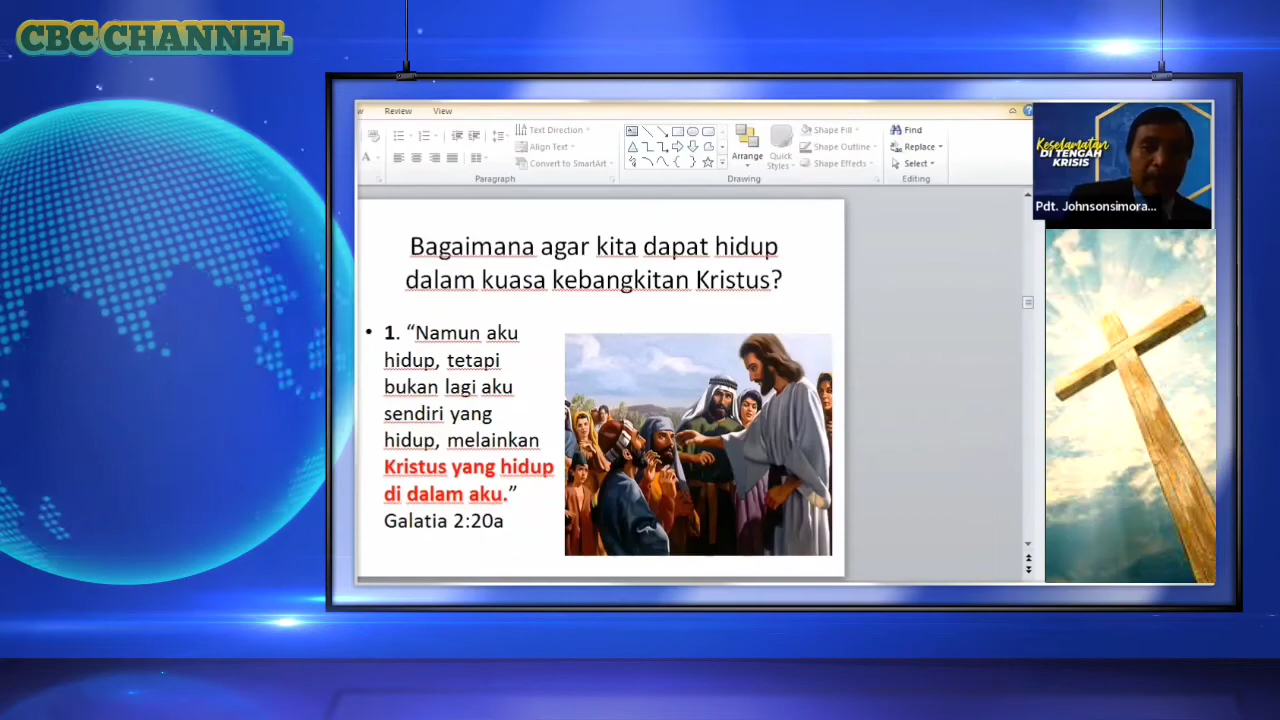 CBC CHANNEL
Review View
Text Direction
Align Text
Convert to SmartArt
Paragraph
Arrange
Quick
Styles
Shape Fill
Shape Outline
Shape Effects
Drawing
Find
Replace
Select
Editing
Keselamatan
DI TENGAH
KRISIS
Pdt. Johnsonsimora...
Bagaimana agar kita dapat hidup
dalam kuasa kebangkitan Kristus?
• 1. “Namun aku
hidup, tetapi
bukan lagi aku
sendiri yang
hidup, melainkan
Kristus yang hidup
di dalam aku.”
Galatia 2:20a